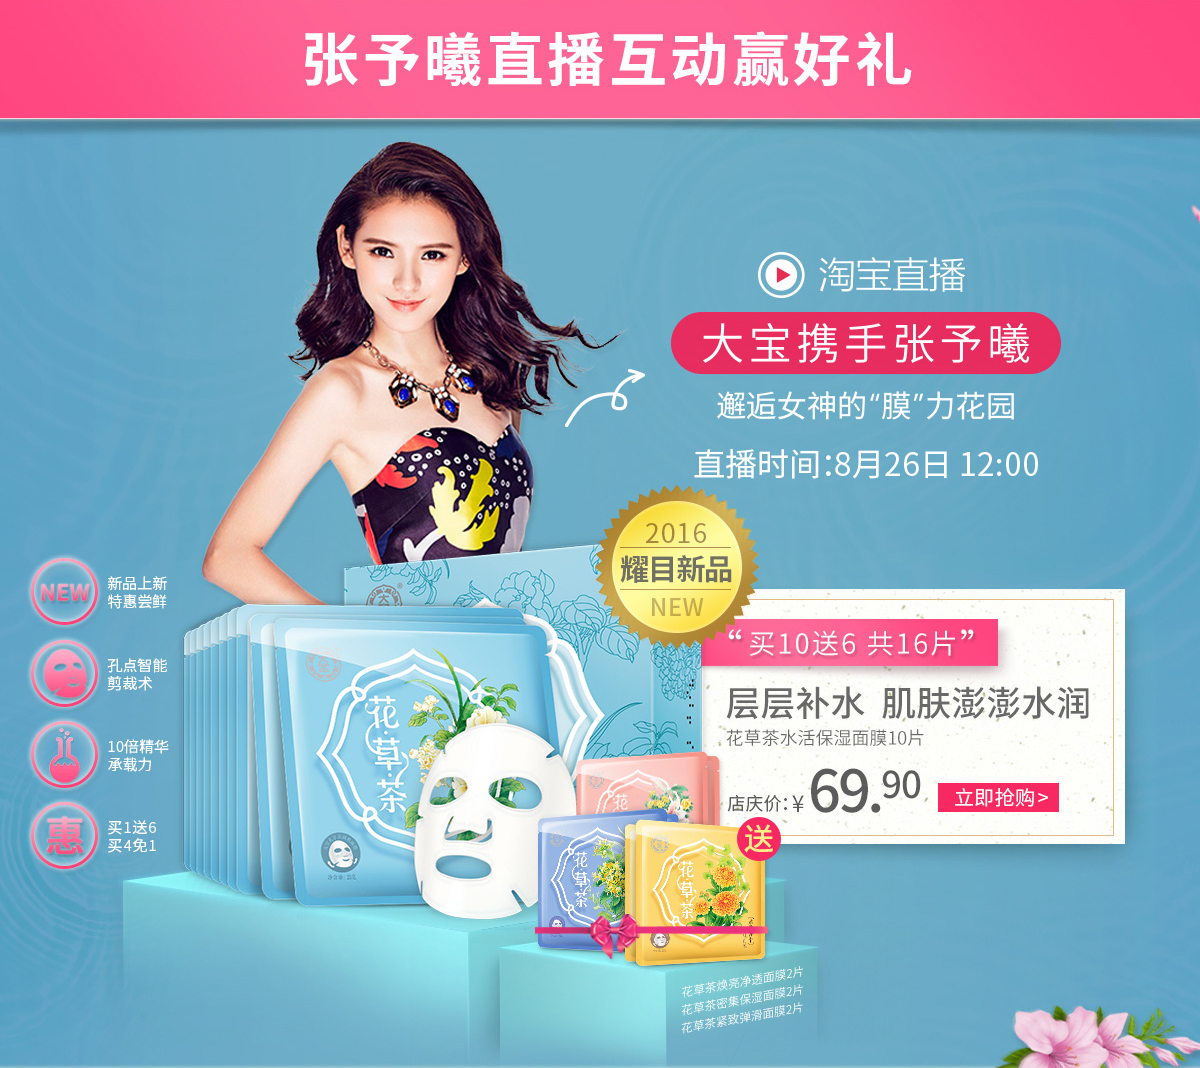 张予曦直播互动赢好礼
淘宝直播
大宝携手张予曦
邂逅女神的“膜”力花园
直播时间:8月26日 12:00
2016
耀目新品
NEW
NEW
新品上新
特惠尝鲜
孔点智能
剪裁术
10倍精华
承载力
惠
买1送6
买4免1
“买10送6 共16片”
层层补水 肌肤澎澎水润
花草茶水活保湿面膜10片
店庆价:¥69.90
立即抢购>
花草茶
花
花草茶
花草茶
送
花草茶焕亮净透面膜2片
花草茶密集保湿面膜2片
花草茶紧致弹滑面膜2片